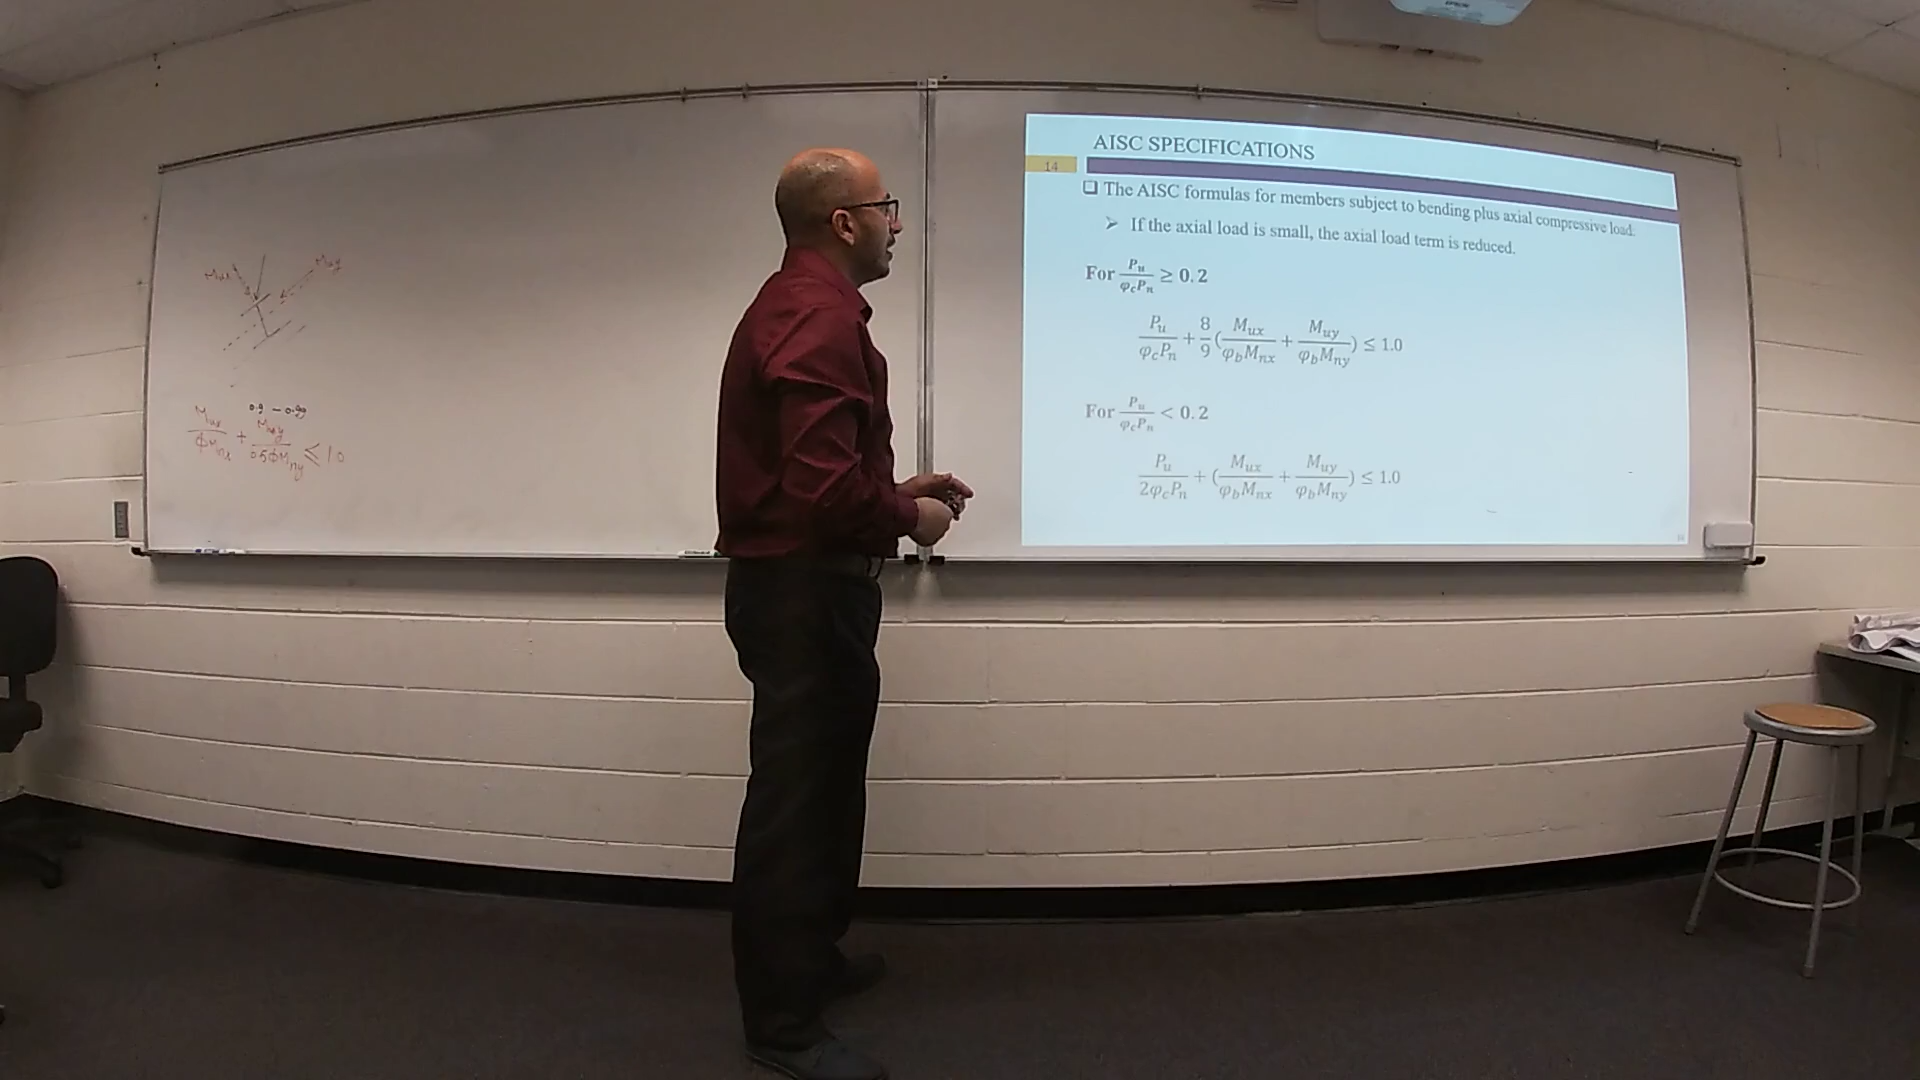 EPSON
Mux
Muy
0.9 - 0.99
Mux/ϕMnx + Muy/0.5ϕMny ≤ 1.0
AISC SPECIFICATIONS
14
❑ The AISC formulas for members subject to bending plus axial compressive load:
➢ If the axial load is small, the axial load term is reduced.
For Pu/φcPn ≥ 0.2
Pu/φcPn + 8/9(Mux/φbMnx + Muy/φbMny) ≤ 1.0
For Pu/φcPn < 0.2
Pu/2φcPn + (Mux/φbMnx + Muy/φbMny) ≤ 1.0